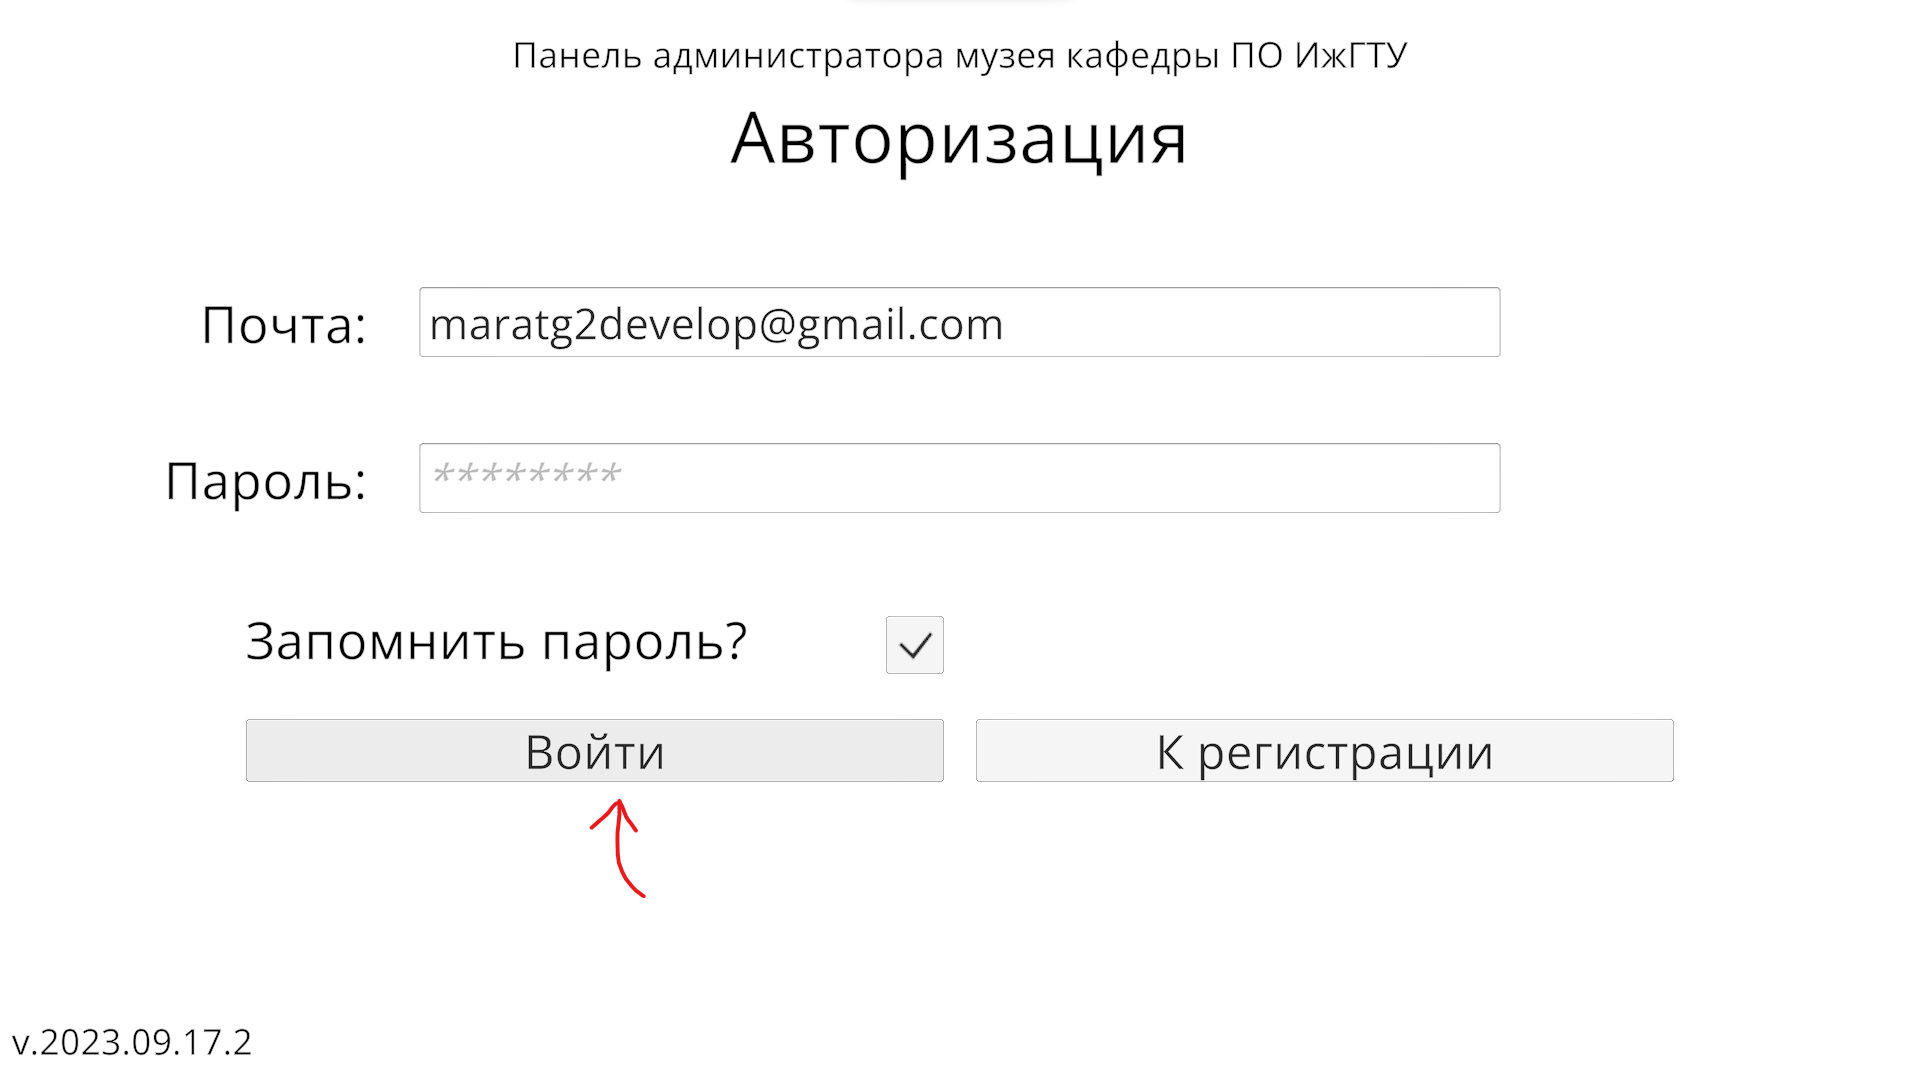 Панель администратора музея кафедры ПО ИжГТУ
Авторизация
Почта: maratg2develop@gmail.com
Пароль: ********
Запомнить пароль?
Войти К регистрации
v.2023.09.17.2